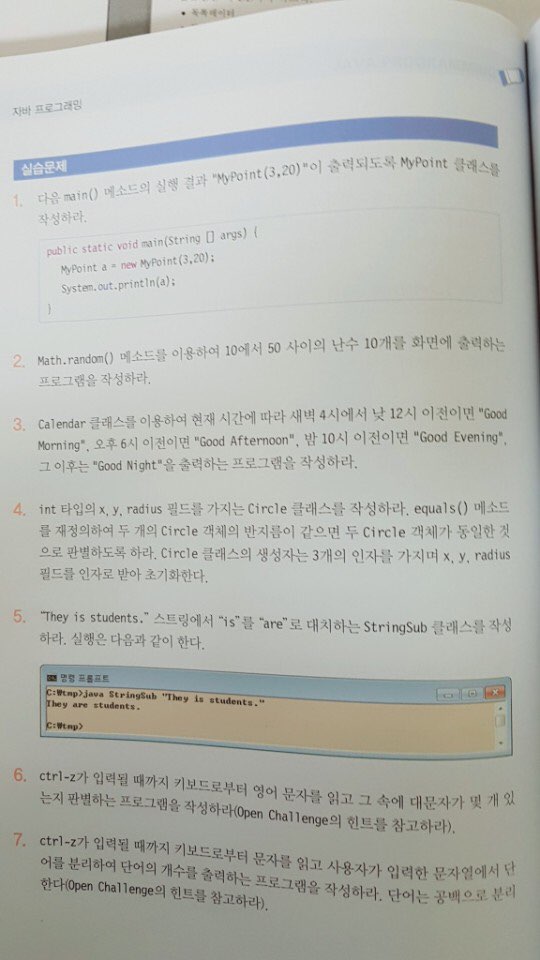 • 독록데이터
자바 프로그래밍
실습문제
1. 다음 main() 메소드의 실행 결과 "MyPoint(3,20)"이 출력되도록 MyPoint 클래스를
작성하라.
public static void main(String [] args) {
MyPoint a = new MyPoint(3,20);
System.out.println(a);
}
2. Math.random() 메소드를 이용하여 10에서 50 사이의 난수 10개를 화면에 출력하는
프로그램을 작성하라.
3. Calendar 클래스를 이용하여 현재 시간에 따라 새벽 4시에서 낮 12시 이전이면 "Good
Morning", 오후 6시 이전이면 "Good Afternoon", 밤 10시 이전이면 "Good Evening",
그 이후는 "Good Night"을 출력하는 프로그램을 작성하라.
4. int 타입의 x, y, radius 필드를 가지는 Circle 클래스를 작성하라. equals() 메소드
를 재정의하여 두 개의 Circle 객체의 반지름이 같으면 두 Circle 객체가 동일한 것
으로 판별하도록 하라. Circle 클래스의 생성자는 3개의 인자를 가지며 x, y, radius
필드를 인자로 받아 초기화한다.
5. "They is students." 스트링에서 "is"를 "are"로 대치하는 StringSub 클래스를 작성
하라. 실행은 다음과 같이 한다.
명령 프롬프트
C:₩tmp>java StringSub "They is students."
They are students.
C:₩tmp>
6. ctrl-z가 입력될 때까지 키보드로부터 영어 문자를 읽고 그 속에 대문자가 몇 개 있
는지 판별하는 프로그램을 작성하라(Open Challenge의 힌트를 참고하라).
7. ctrl-z가 입력될 때까지 키보드로부터 문자를 읽고 사용자가 입력한 문자열에서 단
어를 분리하여 단어의 개수를 출력하는 프로그램을 작성하라. 단어는 공백으로 분리
한다(Open Challenge의 힌트를 참고하라).